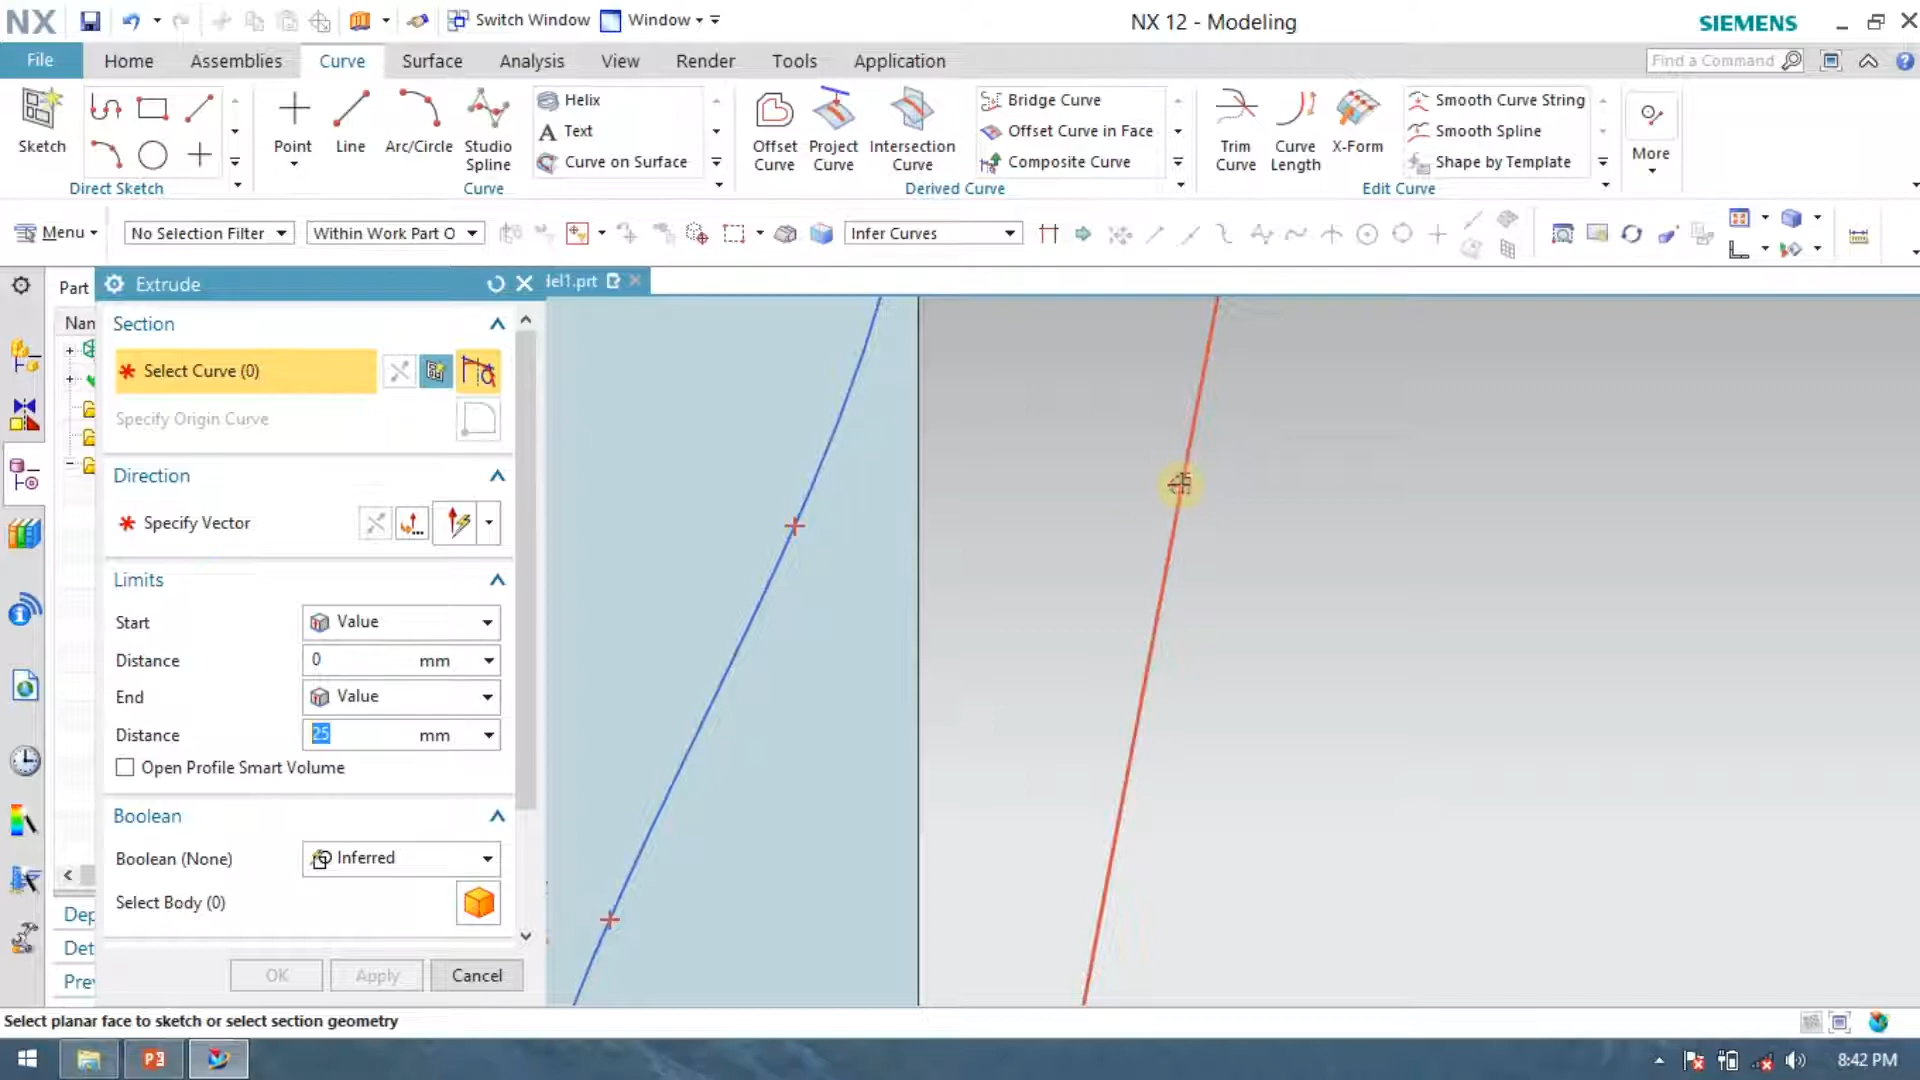 NX
Switch Window
Window
NX 12 - Modeling
SIEMENS
File
Home
Assemblies
Curve
Surface
Analysis
View
Render
Tools
Application
Find a Command
Sketch
Direct Sketch
Point
Line
Arc/Circle
Studio Spline
Helix
Text
Curve on Surface
Curve
Offset Curve
Project Curve
Intersection Curve
Bridge Curve
Offset Curve in Face
Composite Curve
Derived Curve
Trim Curve
Curve Length
X-Form
Smooth Curve String
Smooth Spline
Shape by Template
Edit Curve
More
Menu
No Selection Filter
Within Work Part O
Infer Curves
Part
Nan
Extrude
del1.prt
Section
Select Curve (0)
Specify Origin Curve
Direction
Specify Vector
Limits
Start
Value
Distance
0 mm
End
Value
Distance
25 mm
Open Profile Smart Volume
Boolean
Boolean (None)
Inferred
Select Body (0)
Dep
Det
Pre
OK
Apply
Cancel
Select planar face to sketch or select section geometry
8:42 PM